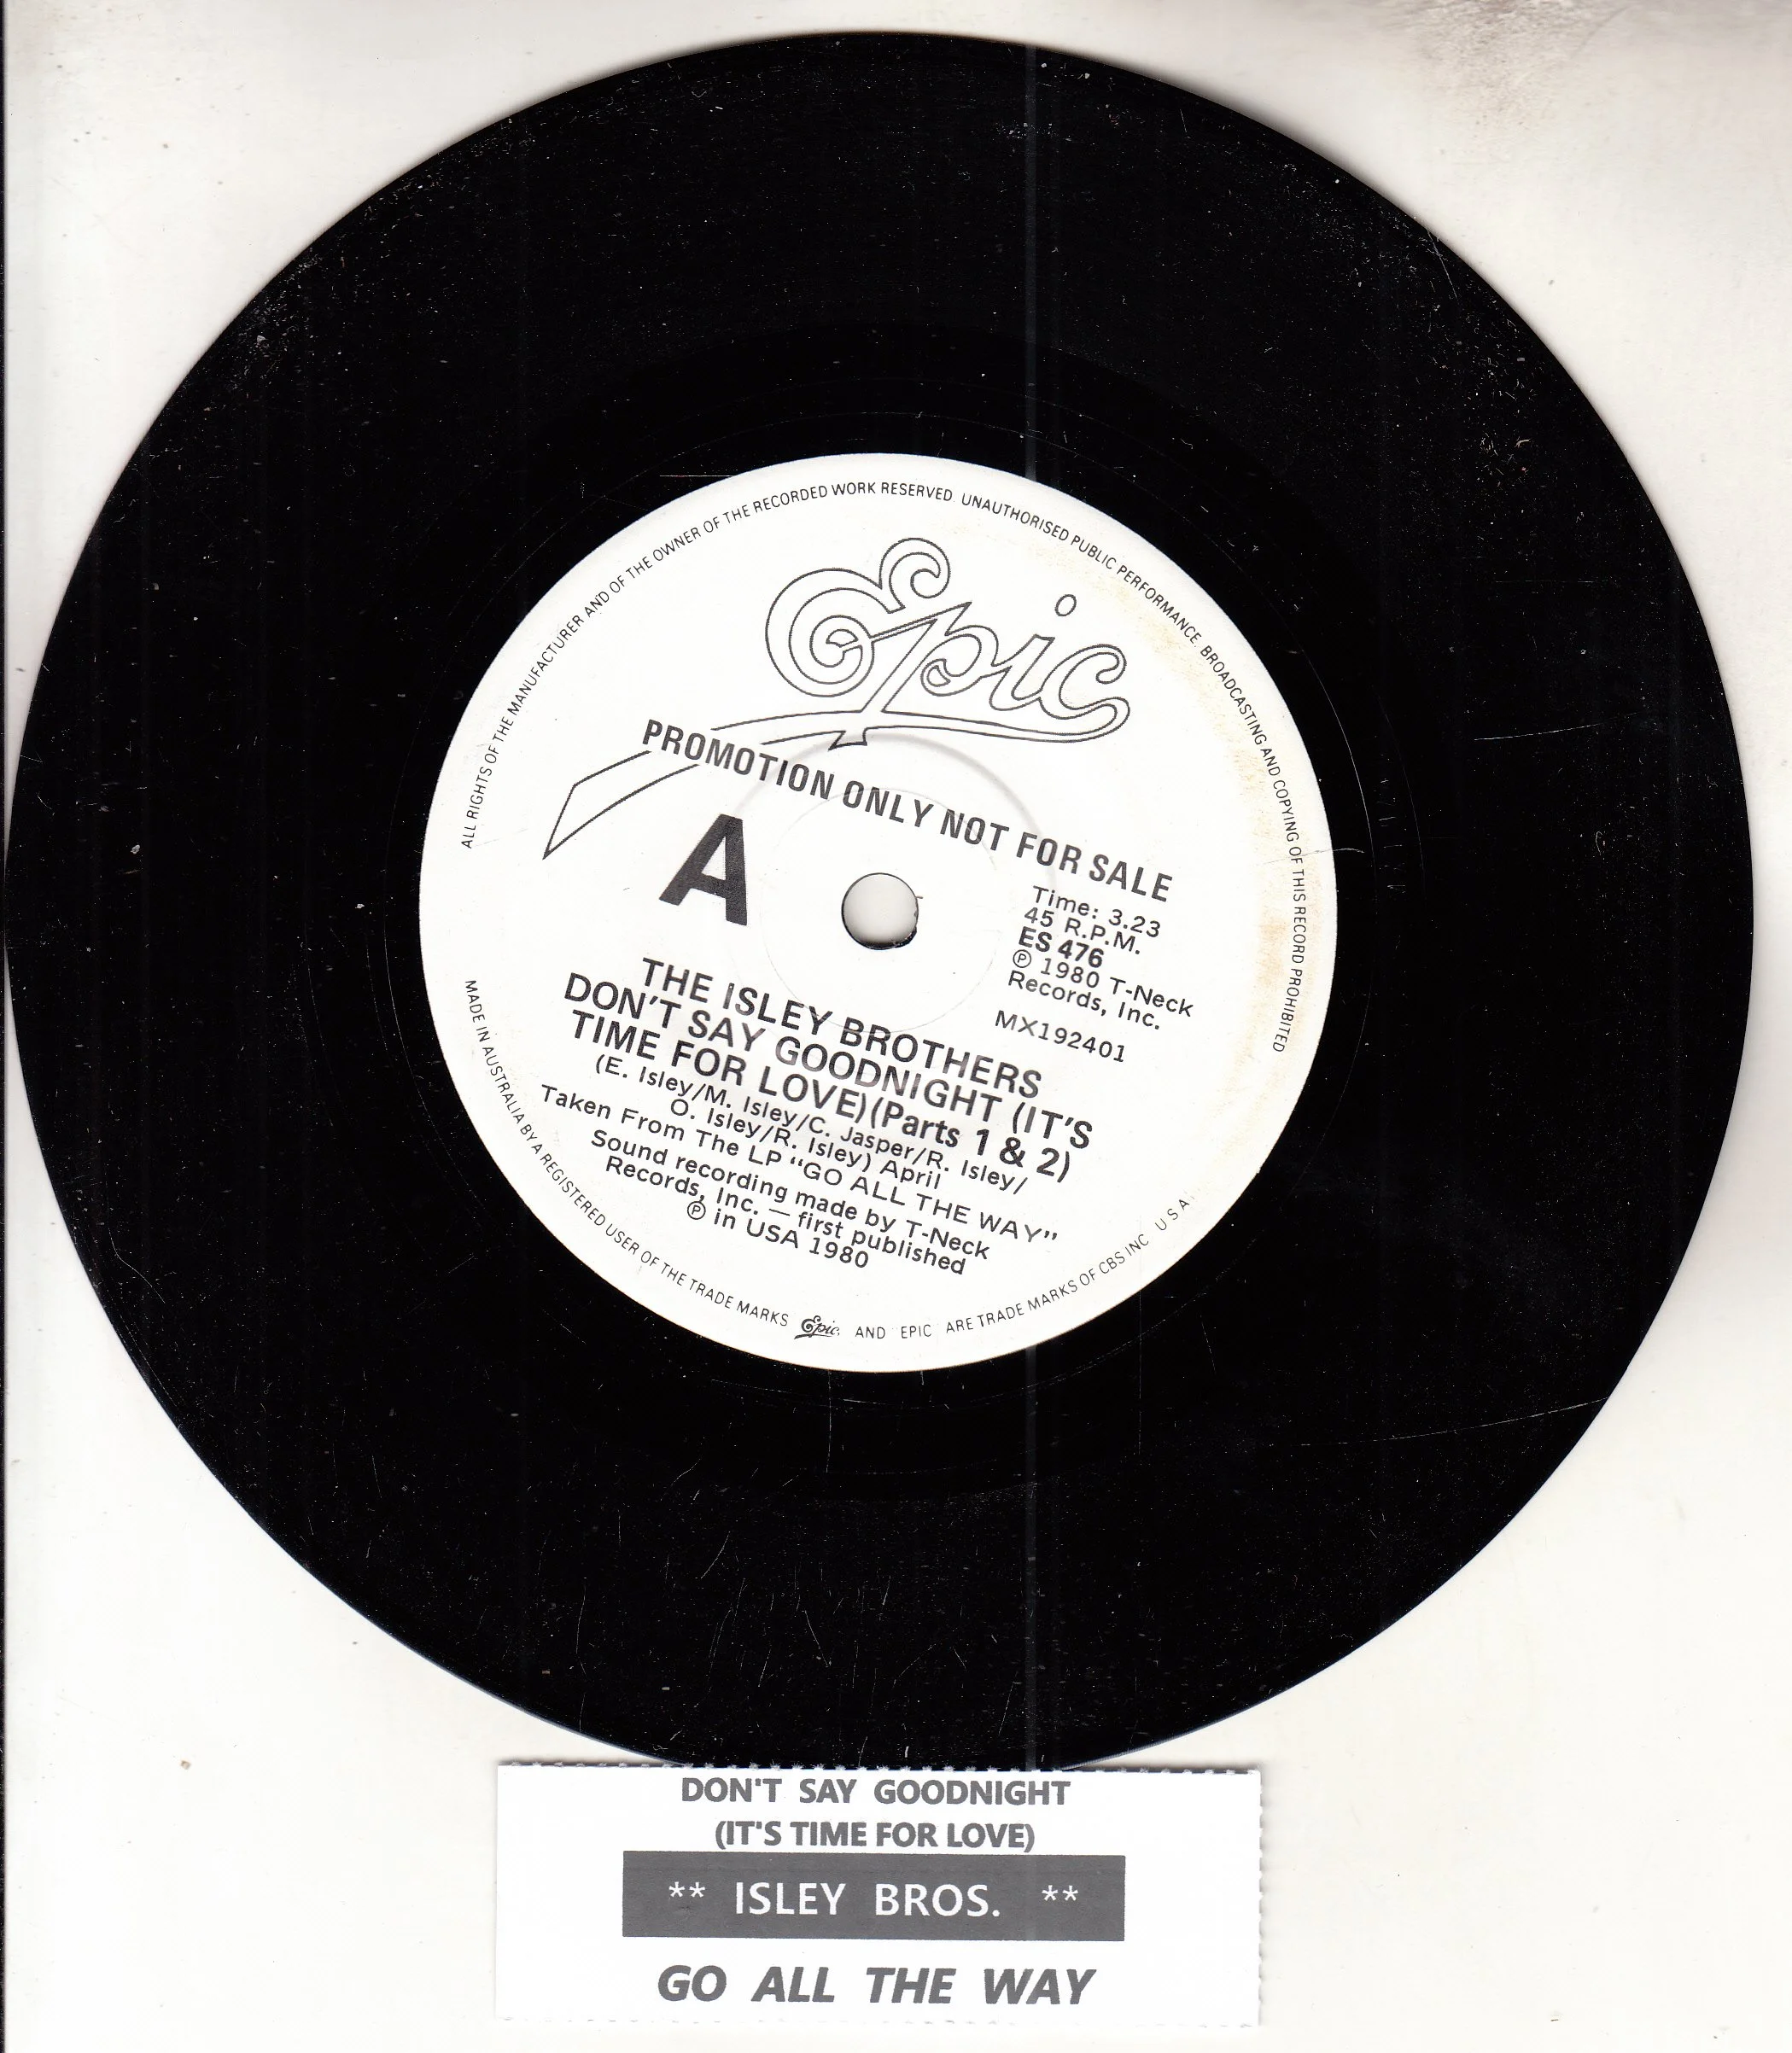 ALL RIGHTS OF THE MANUFACTURER AND OF THE OWNER OF THE RECORDED WORK RESERVED. UNAUTHORISED PUBLIC PERFORMANCE. BROADCASTING AND COPYING OF THIS RECORD PROHIBITED
Epic
PROMOTION ONLY NOT FOR SALE
A
Time: 3.23
45 R.P.M.
ES 476
℗ 1980 T-Neck
Records, Inc.
MX192401
THE ISLEY BROTHERS
DON'T SAY GOODNIGHT (IT'S
TIME FOR LOVE)(Parts 1 & 2)
(E. Isley/M. Isley/C. Jasper/R. Isley/
O. Isley/R. Isley) April
Taken From The LP "GO ALL THE WAY"
Sound recording made by T-Neck
Records, Inc. — first published
℗ in USA 1980
MADE IN AUSTRALIA BY A REGISTERED USER OF THE TRADE MARKS Epic. AND EPIC ARE TRADE MARKS OF CBS INC U S A.
DON'T SAY GOODNIGHT
(IT'S TIME FOR LOVE)
** ISLEY BROS. **
GO ALL THE WAY